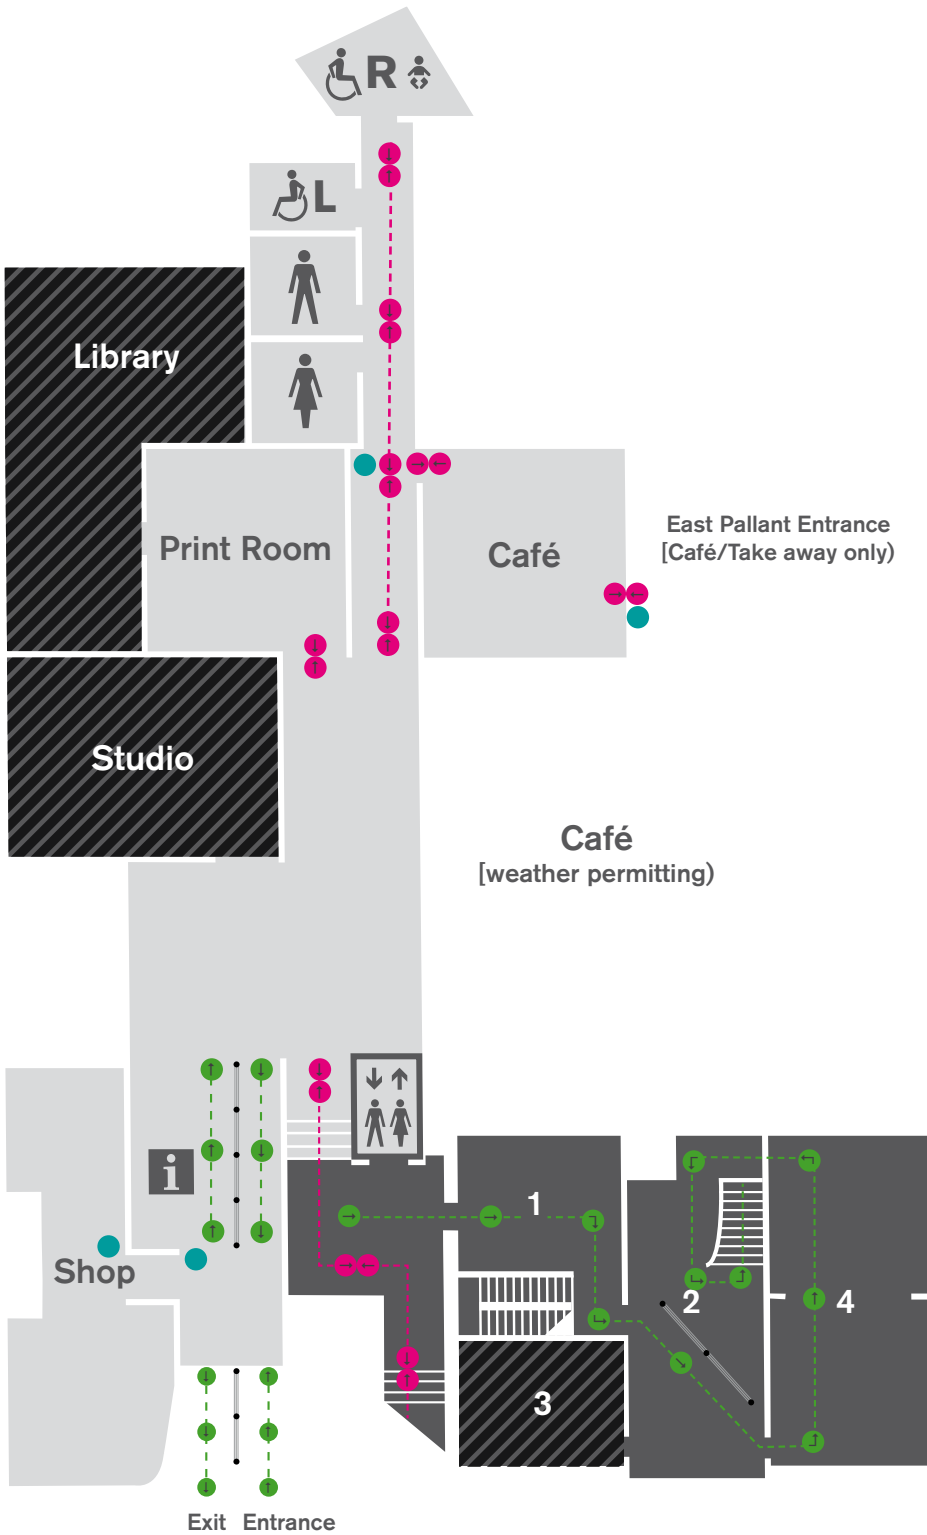 R
L
Library
Print Room
Café
East Pallant Entrance
[Café/Take away only)
Studio
Café
[weather permitting)
i
Shop
1
2
4
3
Exit Entrance